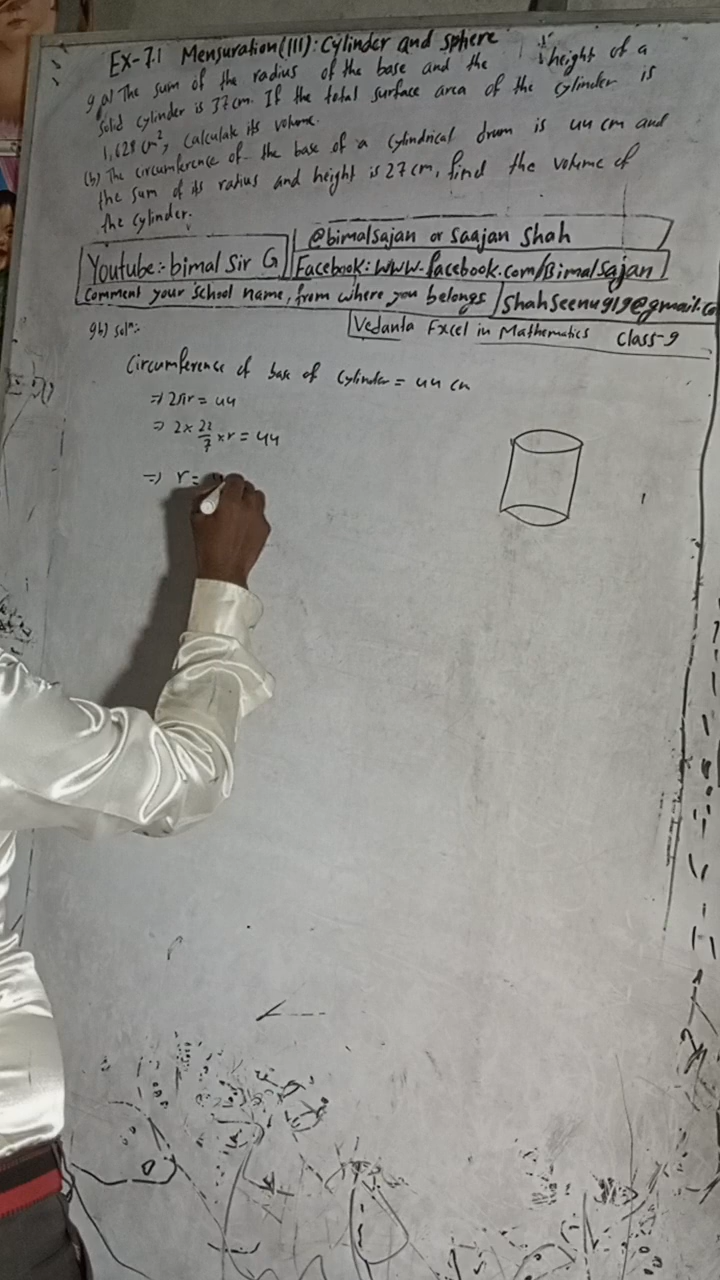 Ex-7.1 Mensuration(III): Cylinder and sphere
9.a) The sum of the radius of the base and the height of a
solid cylinder is 37cm. If the total surface area of the cylinder is
1,628 cm², Calculate its volume.
(b) The circumference of the base of a cylindrical drum is 44 cm and
the sum of its radius and height is 27cm, find the volume of
the cylinder.
@bimalsajan or Saajan Shah
Youtube:- bimal Sir G
Facebook: www.facebook.com/Bimalsajan
Comment your School name, from where you belongs
Shahseenu919@gmail.co
Vedanta Excel in Mathematics Class-9
9b) Solⁿ:-
Circumference of base of cylinder = 44 cm
⇒ 2πr = 44
⇒ 2 × 22/7 × r = 44
⇒ r =